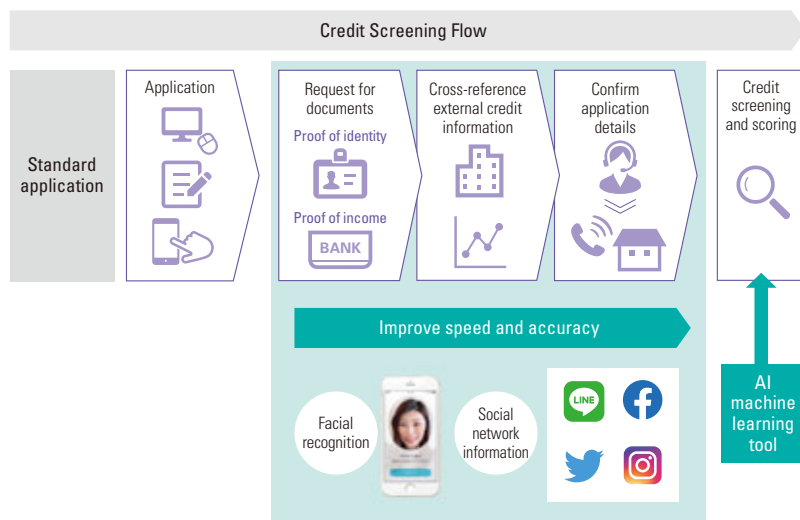 Credit Screening Flow
Standard
application
Application
Request for
documents
Proof of identity
Proof of income
BANK
Cross-reference
external credit
information
Confirm
application
details
Credit
screening
and scoring
Improve speed and accuracy
Facial
recognition
Social
network
information
LINE
AI
machine
learning
tool